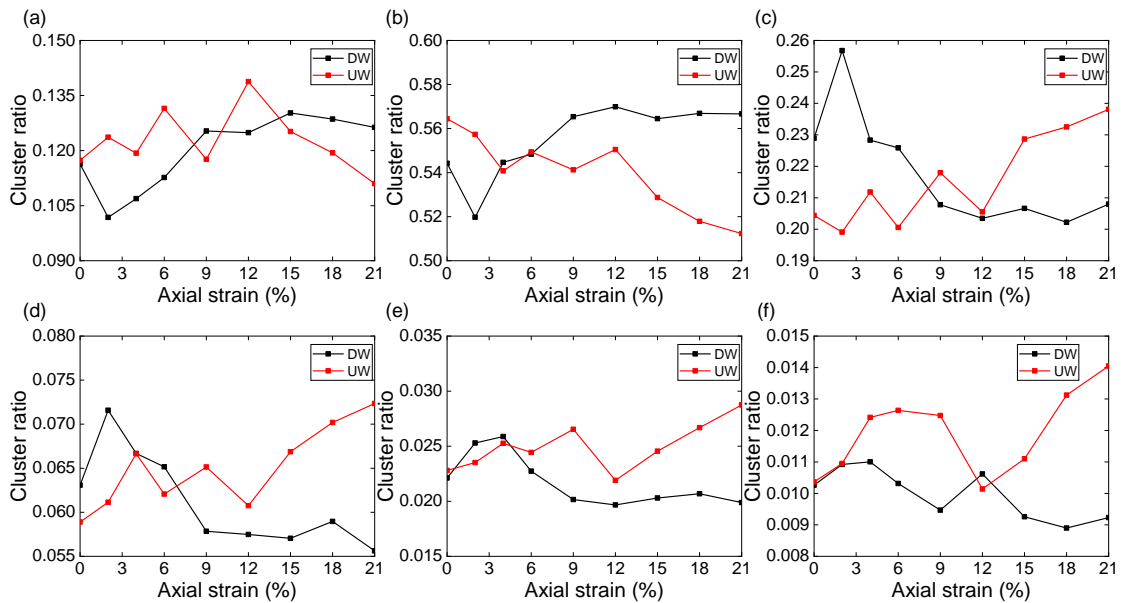 (a)
0.150
0.135
0.120
0.105
0.090
Cluster ratio
DW
UW
0 3 6 9 12 15 18 21
Axial strain (%)
(b)
0.60
0.58
0.56
0.54
0.52
0.50
Cluster ratio
DW
UW
0 3 6 9 12 15 18 21
Axial strain (%)
(c)
0.26
0.25
0.24
0.23
0.22
0.21
0.20
0.19
Cluster ratio
DW
UW
0 3 6 9 12 15 18 21
Axial strain (%)
(d)
0.080
0.075
0.070
0.065
0.060
0.055
Cluster ratio
DW
UW
0 3 6 9 12 15 18 21
Axial strain (%)
(e)
0.035
0.030
0.025
0.020
0.015
Cluster ratio
DW
UW
0 3 6 9 12 15 18 21
Axial strain (%)
(f)
0.015
0.014
0.013
0.012
0.011
0.010
0.009
0.008
Cluster ratio
DW
UW
0 3 6 9 12 15 18 21
Axial strain (%)